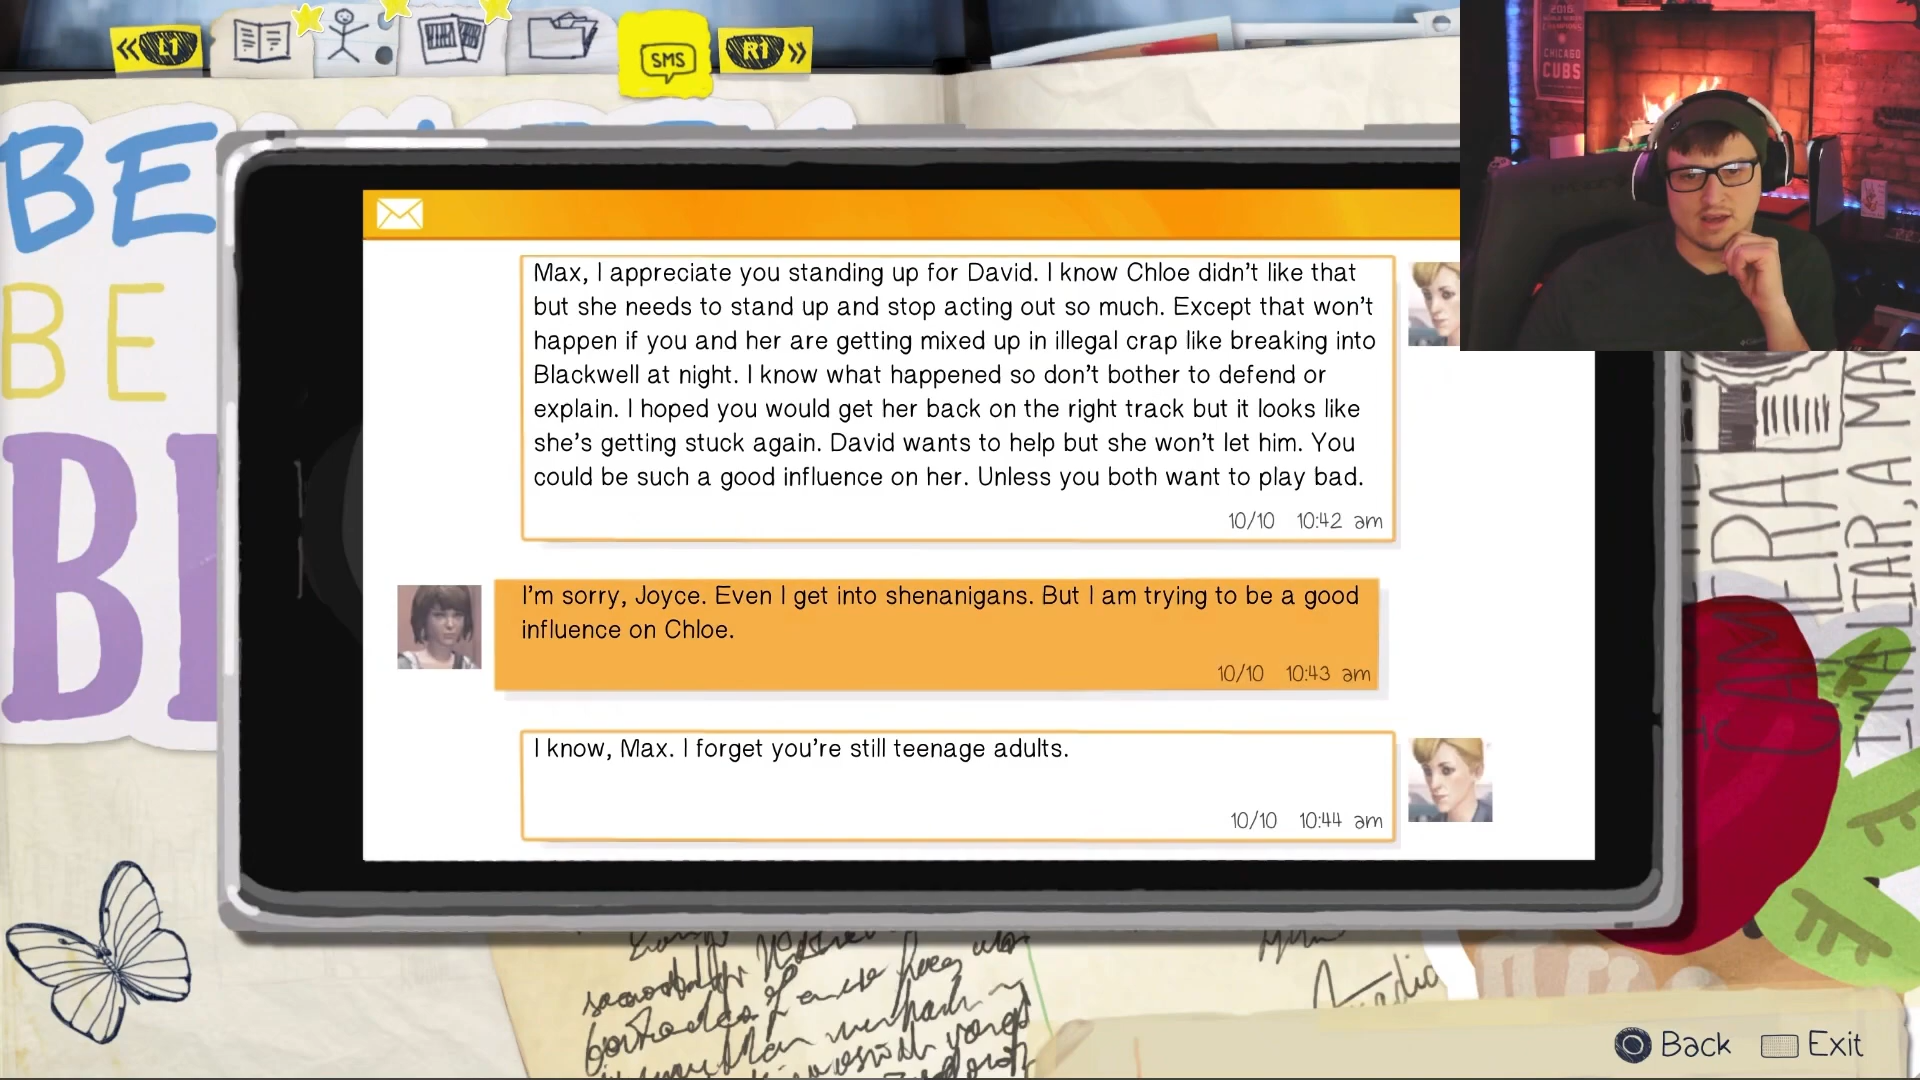 L1
SMS
R1
2016
CHICAGO
CUBS
BE
BE
Max, I appreciate you standing up for David. I know Chloe didn't like that
but she needs to stand up and stop acting out so much. Except that won't
happen if you and her are getting mixed up in illegal crap like breaking into
Blackwell at night. I know what happened so don't bother to defend or
explain. I hoped you would get her back on the right track but it looks like
she's getting stuck again. David wants to help but she won't let him. You
could be such a good influence on her. Unless you both want to play bad.
10/10 10:42 am
I'm sorry, Joyce. Even I get into shenanigans. But I am trying to be a good
influence on Chloe.
10/10 10:43 am
I know, Max. I forget you're still teenage adults.
10/10 10:44 am
Back
Exit